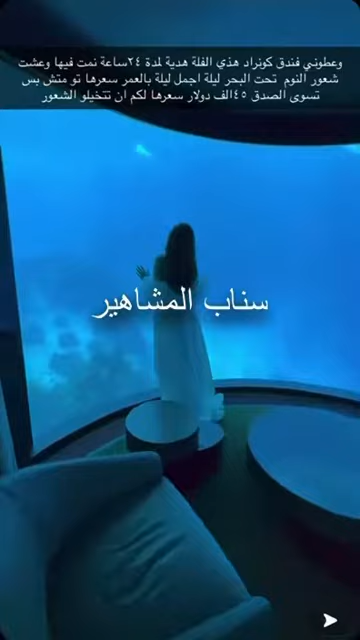 وعطوني فندق كونراد هذي الفلة هدية لمدة ٢٤ساعة نمت فيها وعشت
شعور النوم تحت البحر ليلة اجمل ليلة بالعمر سعرها تو متش بس
تسوى الصدق ٤٥الف دولار سعرها لكم ان تتخيلو الشعور
سناب المشاهير